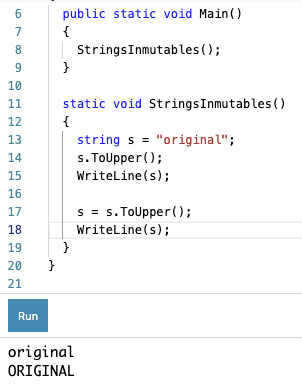 6 public static void Main()
7 {
8 StringsInmutables();
9 }
10
11 static void StringsInmutables()
12 {
13 string s = "original";
14 s.ToUpper();
15 WriteLine(s);
16
17 s = s.ToUpper();
18 WriteLine(s);
19 }
20 }
21
Run
original
ORIGINAL